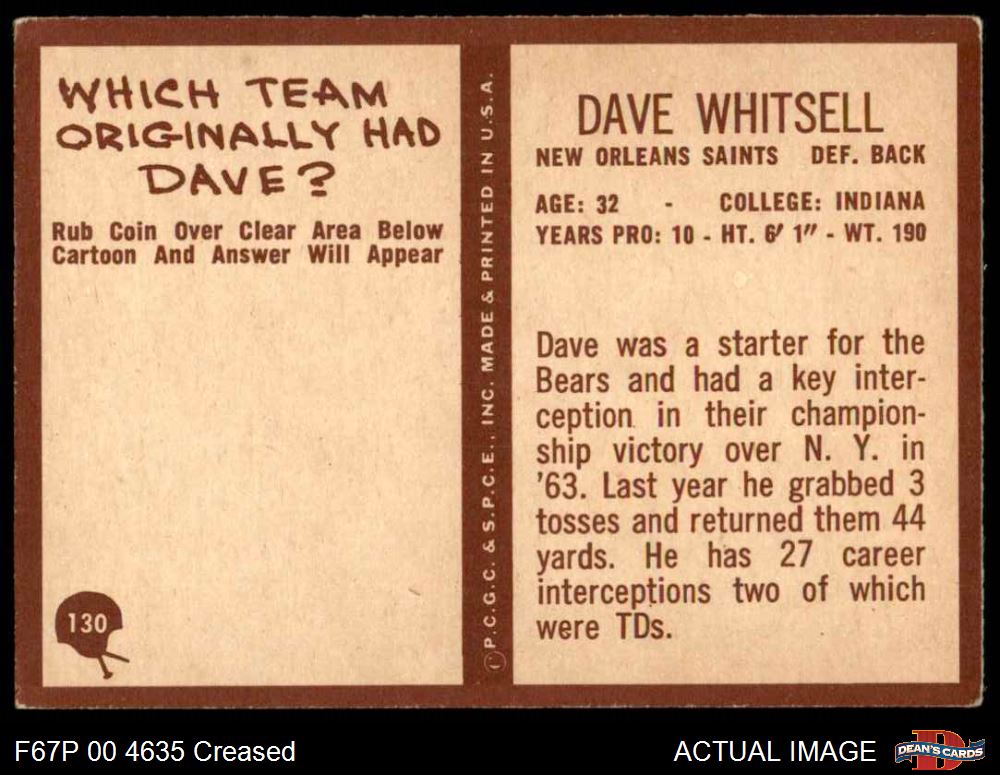 WHICH TEAM
ORIGINALLY HAD
DAVE?
Rub Coin Over Clear Area Below
Cartoon And Answer Will Appear
130
©P.C.G.C. & S.P.C.E., INC. MADE & PRINTED IN U.S.A.
DAVE WHITSELL
NEW ORLEANS SAINTS DEF. BACK
AGE: 32 - COLLEGE: INDIANA
YEARS PRO: 10 - HT. 6' 1" - WT. 190
Dave was a starter for the
Bears and had a key inter-
ception in their champion-
ship victory over N. Y. in
'63. Last year he grabbed 3
tosses and returned them 44
yards. He has 27 career
interceptions two of which
were TDs.
F67P 00 4635 Creased
ACTUAL IMAGE
D
DEAN'S CARDS